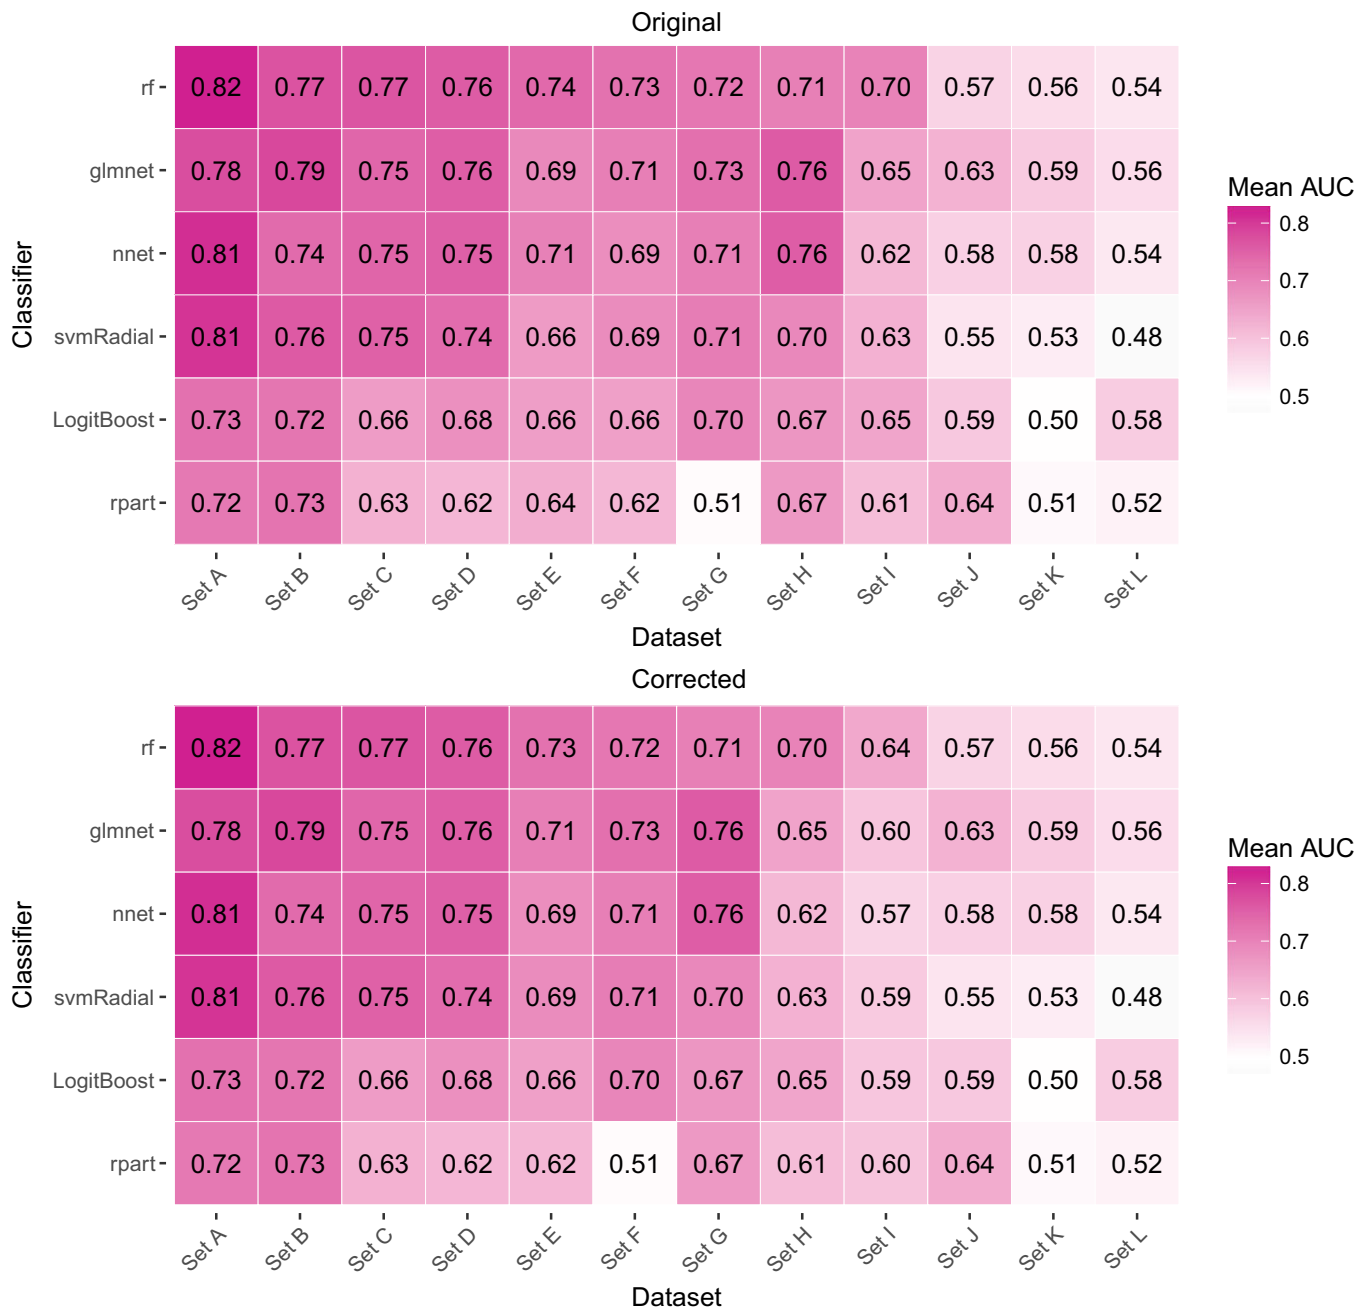 Original
rf 0.82 0.77 0.77 0.76 0.74 0.73 0.72 0.71 0.70 0.57 0.56 0.54
glmnet 0.78 0.79 0.75 0.76 0.69 0.71 0.73 0.76 0.65 0.63 0.59 0.56
nnet 0.81 0.74 0.75 0.75 0.71 0.69 0.71 0.76 0.62 0.58 0.58 0.54
svmRadial 0.81 0.76 0.75 0.74 0.66 0.69 0.71 0.70 0.63 0.55 0.53 0.48
LogitBoost 0.73 0.72 0.66 0.68 0.66 0.66 0.70 0.67 0.65 0.59 0.50 0.58
rpart 0.72 0.73 0.63 0.62 0.64 0.62 0.51 0.67 0.61 0.64 0.51 0.52
Set A Set B Set C Set D Set E Set F Set G Set H Set I Set J Set K Set L
Dataset
Classifier
Mean AUC
0.8
0.7
0.6
0.5
Corrected
rf 0.82 0.77 0.77 0.76 0.73 0.72 0.71 0.70 0.64 0.57 0.56 0.54
glmnet 0.78 0.79 0.75 0.76 0.71 0.73 0.76 0.65 0.60 0.63 0.59 0.56
nnet 0.81 0.74 0.75 0.75 0.69 0.71 0.76 0.62 0.57 0.58 0.58 0.54
svmRadial 0.81 0.76 0.75 0.74 0.69 0.71 0.70 0.63 0.59 0.55 0.53 0.48
LogitBoost 0.73 0.72 0.66 0.68 0.66 0.70 0.67 0.65 0.59 0.59 0.50 0.58
rpart 0.72 0.73 0.63 0.62 0.62 0.51 0.67 0.61 0.60 0.64 0.51 0.52
Set A Set B Set C Set D Set E Set F Set G Set H Set I Set J Set K Set L
Dataset
Classifier
Mean AUC
0.8
0.7
0.6
0.5